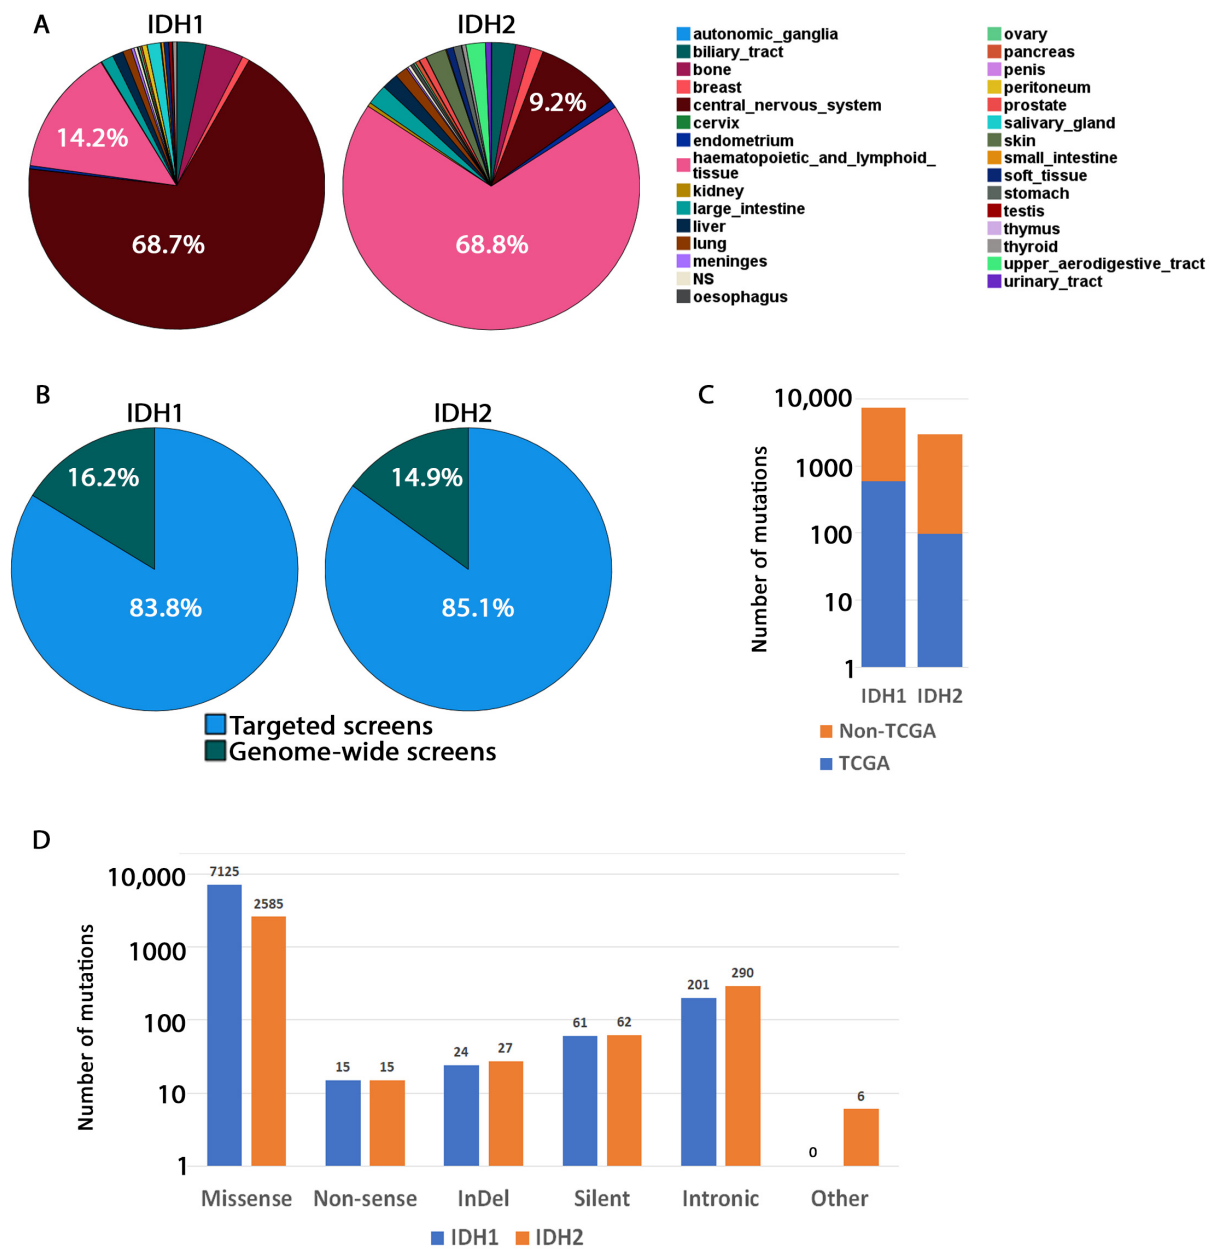 A
IDH1
IDH2
14.2%
68.7%
9.2%
68.8%
autonomic_ganglia
biliary_tract
bone
breast
central_nervous_system
cervix
endometrium
haematopoietic_and_lymphoid_
tissue
kidney
large_intestine
liver
lung
meninges
NS
oesophagus
ovary
pancreas
penis
peritoneum
prostate
salivary_gland
skin
small_intestine
soft_tissue
stomach
testis
thymus
thyroid
upper_aerodigestive_tract
urinary_tract
B
IDH1
IDH2
16.2%
83.8%
14.9%
85.1%
Targeted screens
Genome-wide screens
C
Number of mutations
10,000
1000
100
10
1
IDH1 IDH2
Non-TCGA
TCGA
D
Number of mutations
10,000
1000
100
10
1
7125
2585
15
15
24
27
61
62
201
290
0
6
Missense Non-sense InDel Silent Intronic Other
IDH1 IDH2